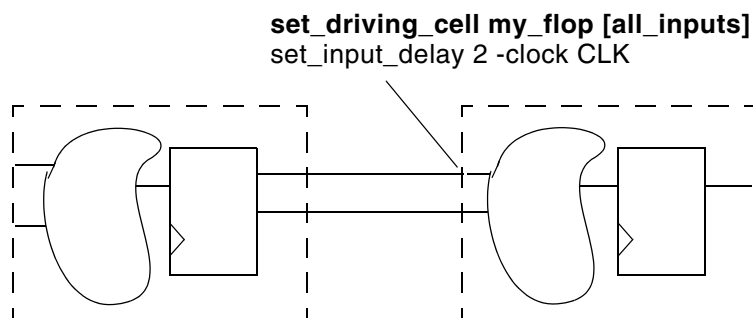 set_driving_cell my_flop [all_inputs]
set_input_delay 2 -clock CLK